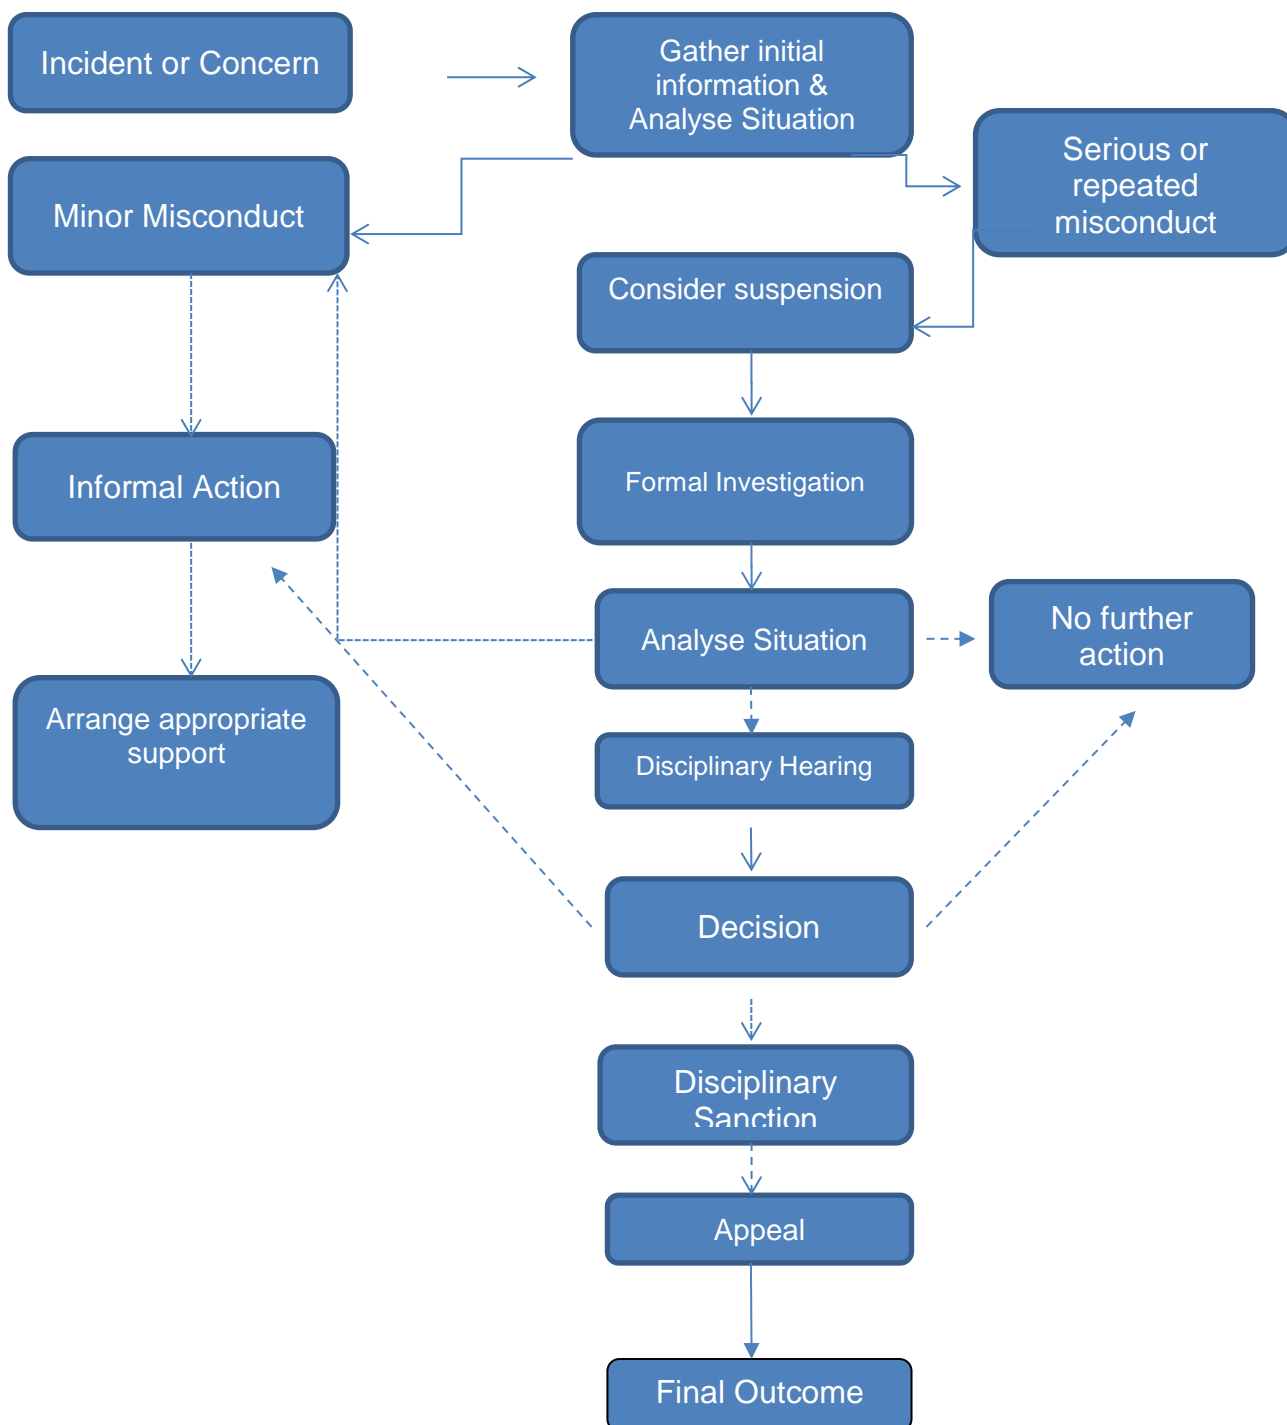 Incident or Concern
Gather initial
information &
Analyse Situation
Serious or
repeated
misconduct
Minor Misconduct
Consider suspension
Informal Action
Formal Investigation
Analyse Situation
No further
action
Arrange appropriate
support
Disciplinary Hearing
Decision
Disciplinary
Sanction
Appeal
Final Outcome